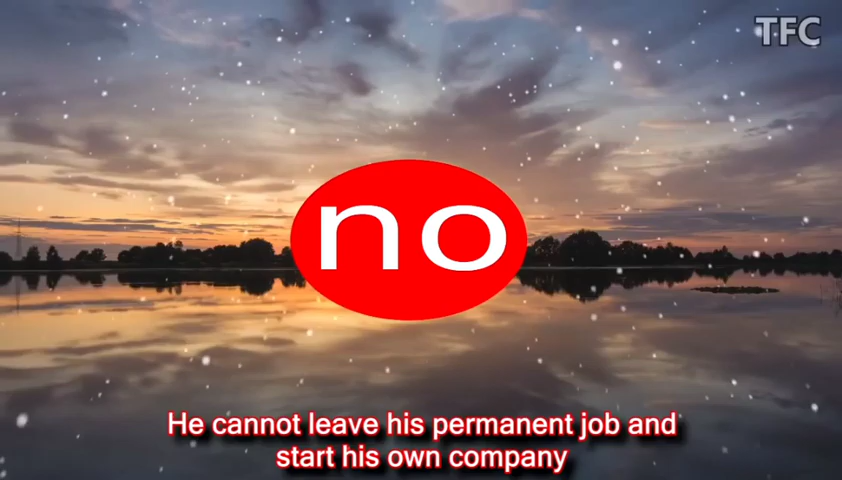 TFC
no
He cannot leave his permanent job and
start his own company